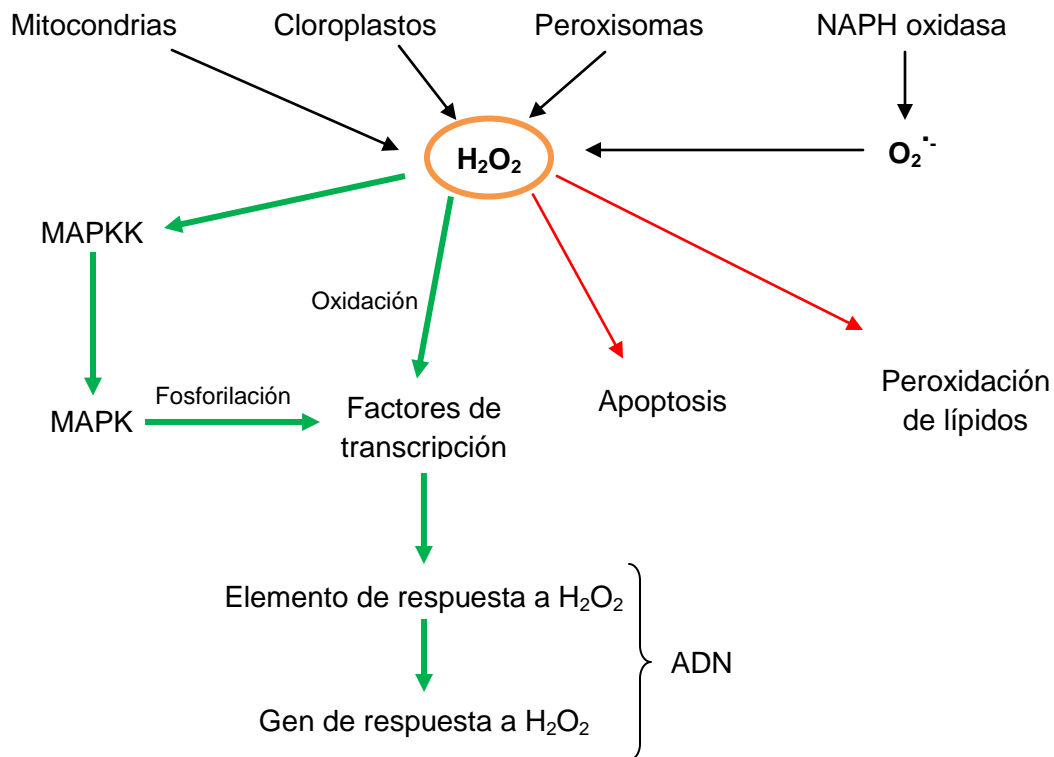 Mitocondrias
Cloroplastos
Peroxisomas
NAPH oxidasa
H₂O₂
O₂˙⁻
MAPKK
Oxidación
MAPK
Fosforilación
Factores de
transcripción
Apoptosis
Peroxidación
de lípidos
Elemento de respuesta a H₂O₂
ADN
Gen de respuesta a H₂O₂